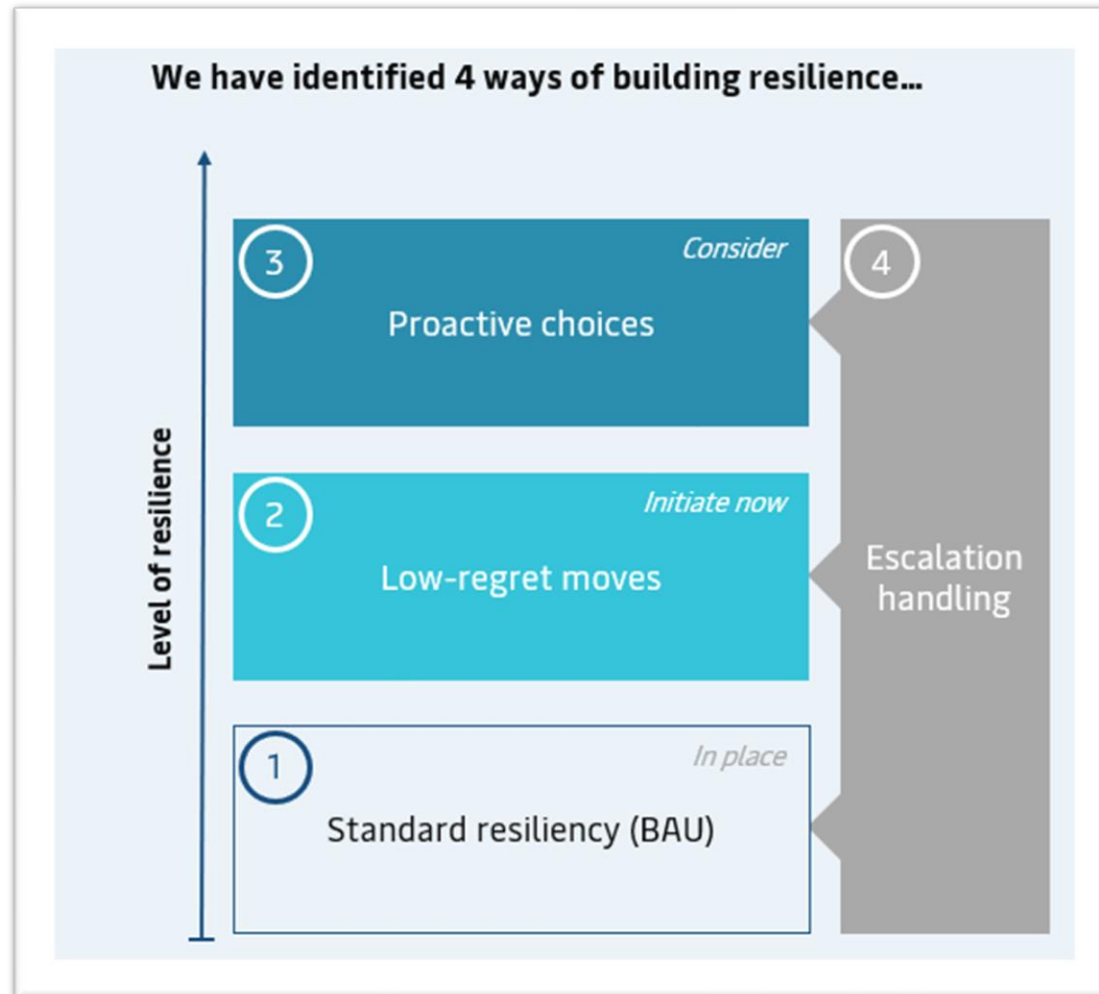 We have identified 4 ways of building resilience...
Level of resilience
3
Consider
Proactive choices
2
Initiate now
Low-regret moves
1
In place
Standard resiliency (BAU)
4
Escalation
handling